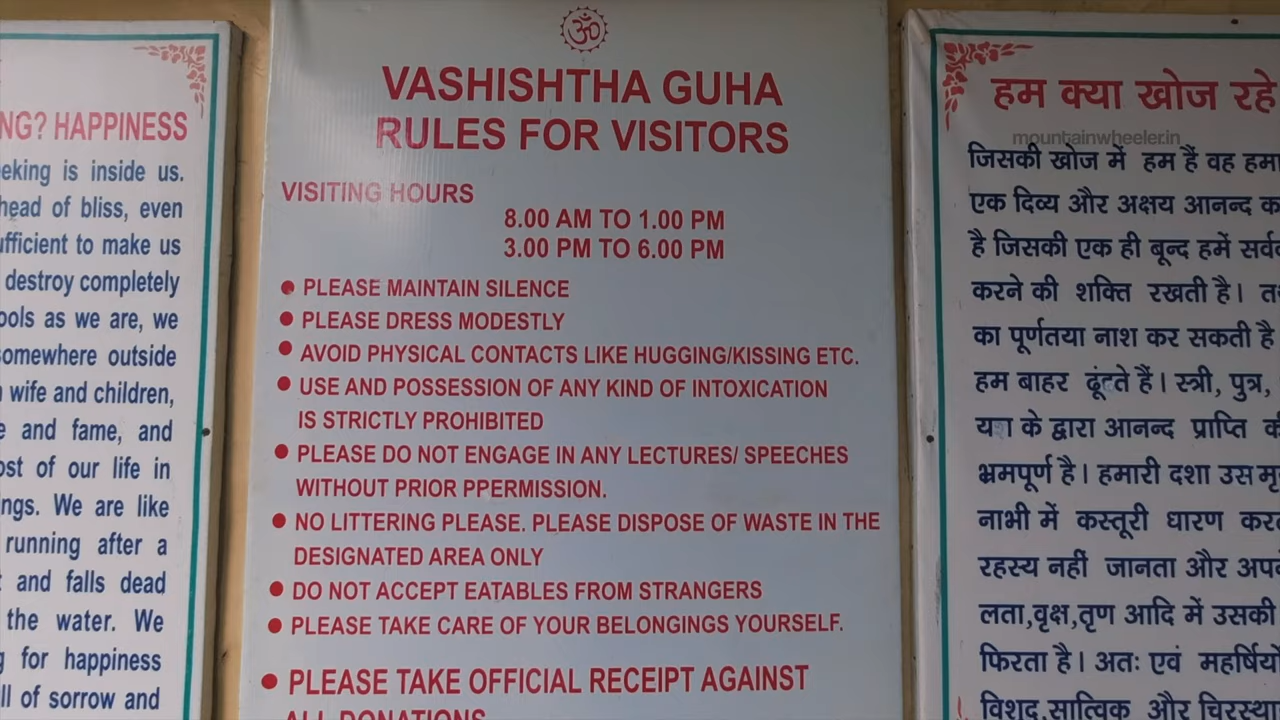 NG? HAPPINESS
eking is inside us.
head of bliss, even
ufficient to make us
destroy completely
ools as we are, we
somewhere outside
wife and children,
e and fame, and
ost of our life in
ngs. We are like
running after a
and falls dead
the water. We
g for happiness
ll of sorrow and
ॐ
VASHISHTHA GUHA
RULES FOR VISITORS
VISITING HOURS
8.00 AM TO 1.00 PM
3.00 PM TO 6.00 PM
● PLEASE MAINTAIN SILENCE
● PLEASE DRESS MODESTLY
● AVOID PHYSICAL CONTACTS LIKE HUGGING/KISSING ETC.
● USE AND POSSESSION OF ANY KIND OF INTOXICATION
IS STRICTLY PROHIBITED
● PLEASE DO NOT ENGAGE IN ANY LECTURES/ SPEECHES
WITHOUT PRIOR PPERMISSION.
● NO LITTERING PLEASE. PLEASE DISPOSE OF WASTE IN THE
DESIGNATED AREA ONLY
● DO NOT ACCEPT EATABLES FROM STRANGERS
● PLEASE TAKE CARE OF YOUR BELONGINGS YOURSELF.
● PLEASE TAKE OFFICIAL RECEIPT AGAINST
ALL DONATIONS
हम क्या खोज रहे
mountainwheeler.in
जिसकी खोज में हम हैं वह हमा
एक दिव्य और अक्षय आनन्द क
है जिसकी एक ही बून्द हमें सर्व
करने की शक्ति रखती है। त
का पूर्णतया नाश कर सकती है
हम बाहर ढूंढते हैं। स्त्री, पुत्र,
यश के द्वारा आनन्द प्राप्ति क
भ्रमपूर्ण है। हमारी दशा उस मृ
नाभी में कस्तूरी धारण कर
रहस्य नहीं जानता और अप
लता,वृक्ष,तृण आदि में उसकी
फिरता है। अतः एवं महर्षियों
विशद,सात्विक और चिरस्था